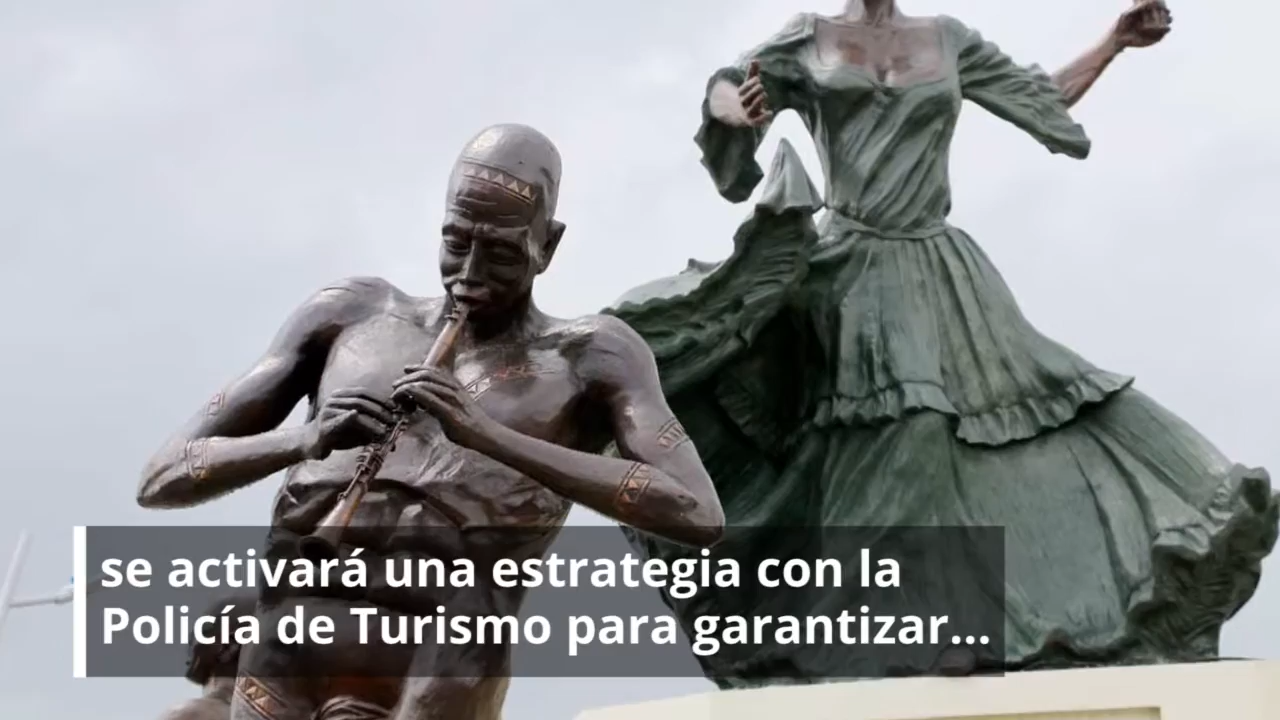 se activará una estrategia con la
Policía de Turismo para garantizar...